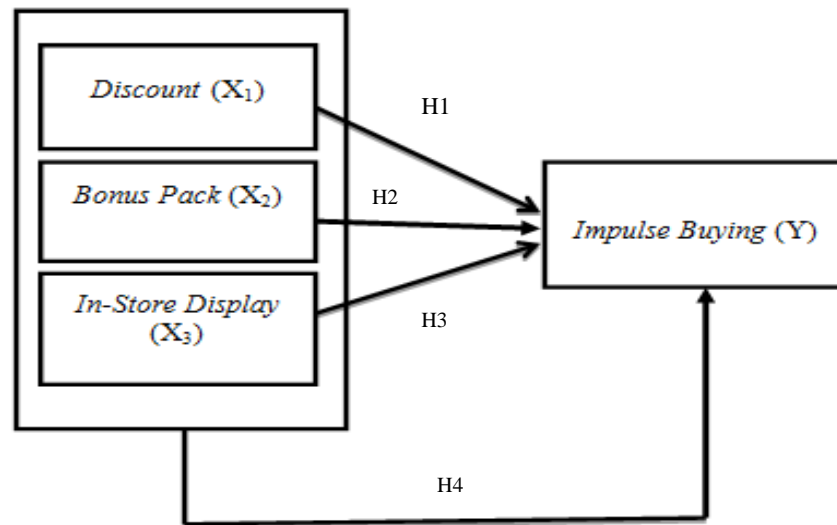 Discount (X₁)
H1
Bonus Pack (X₂)
H2
Impulse Buying (Y)
In-Store Display
(X₃)
H3
H4